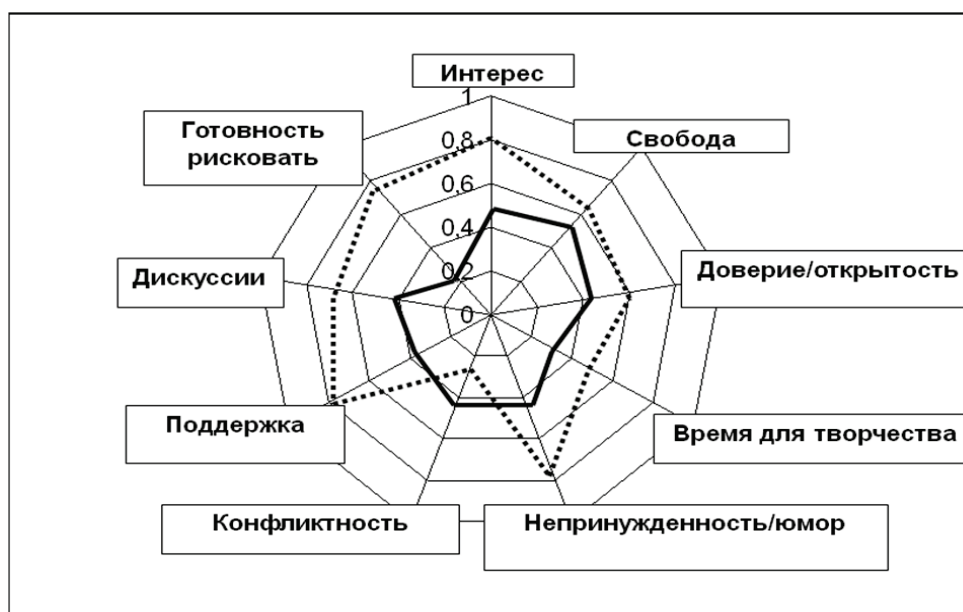 Интерес
1
Готовность
рисковать
Свобода
0,8
0,6
0,4
Дискуссии
Доверие/открытость
0,2
0
Поддержка
Время для творчества
Конфликтность
Непринужденность/юмор